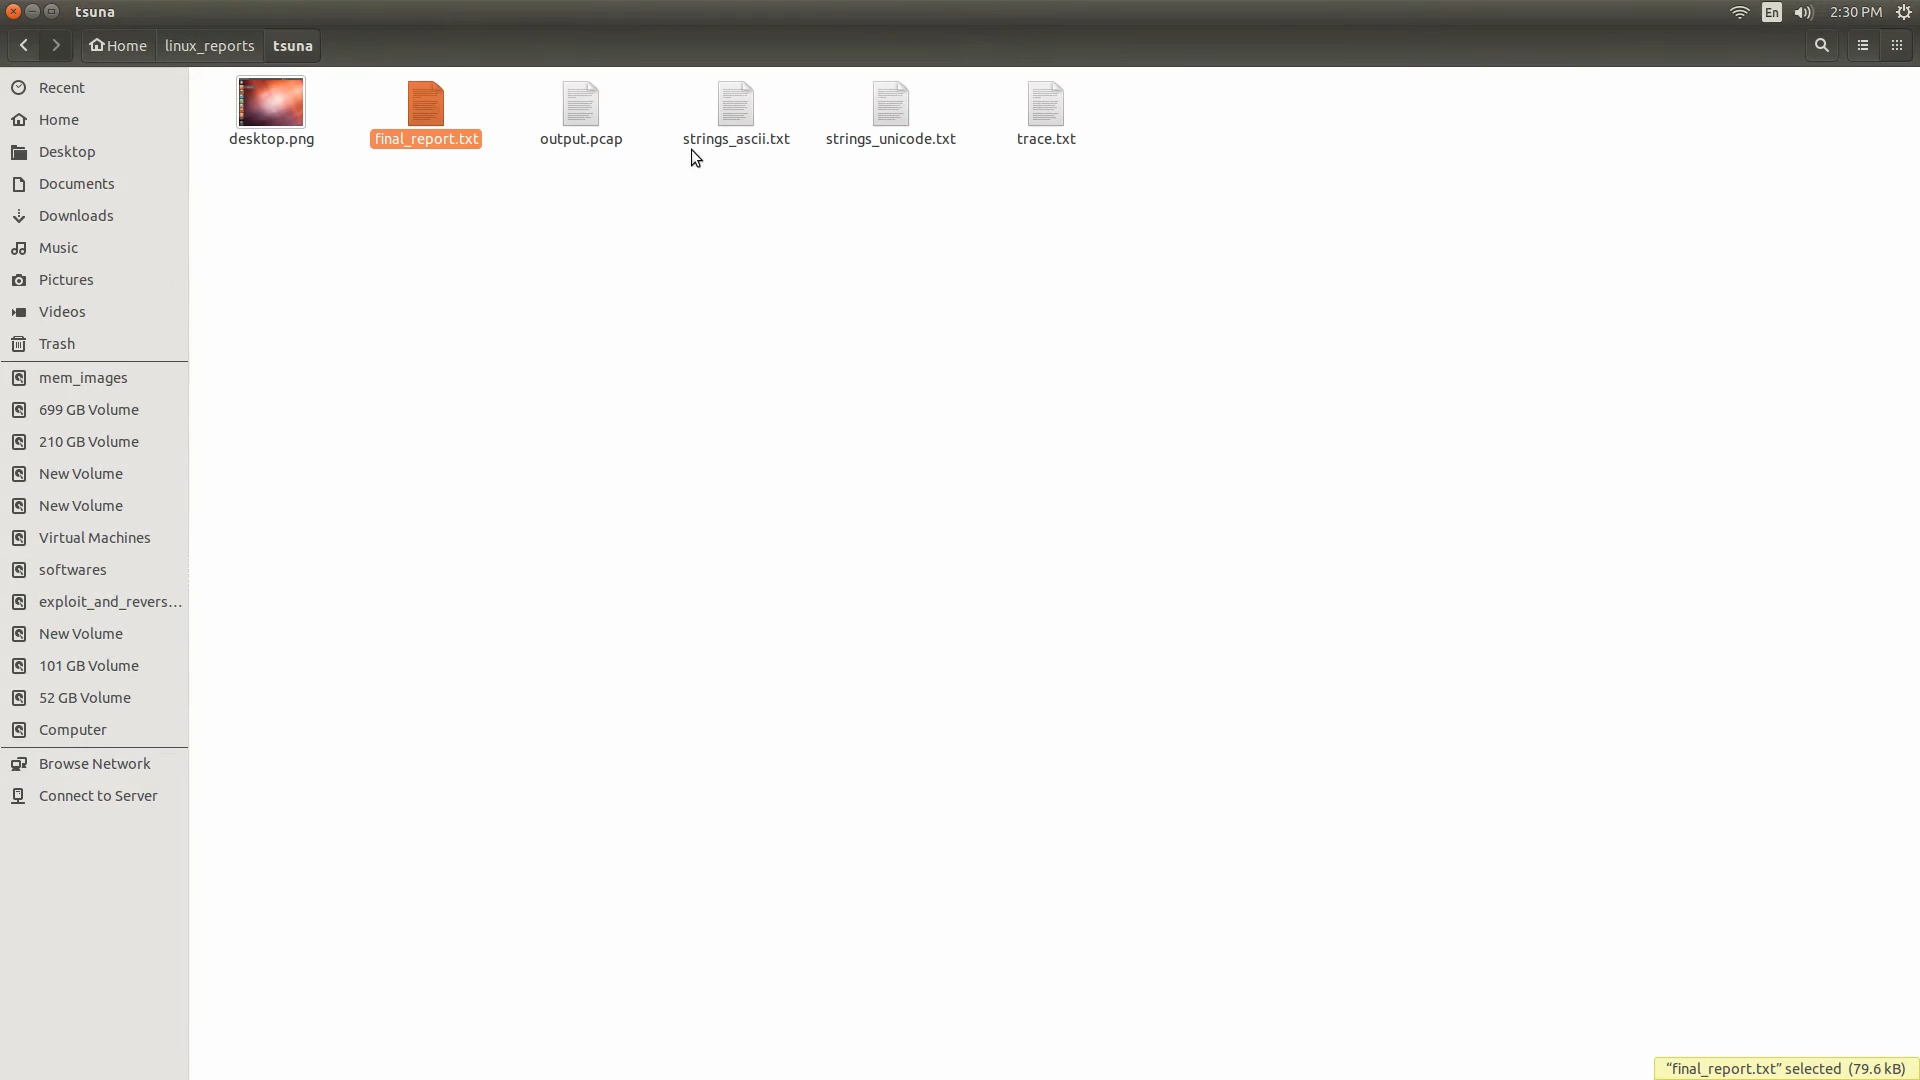 tsuna
En
2:30 PM
Home
linux_reports
tsuna
Recent
Home
Desktop
Documents
Downloads
Music
Pictures
Videos
Trash
mem_images
699 GB Volume
210 GB Volume
New Volume
New Volume
Virtual Machines
softwares
exploit_and_revers…
New Volume
101 GB Volume
52 GB Volume
Computer
Browse Network
Connect to Server
desktop.png
final_report.txt
output.pcap
strings_ascii.txt
strings_unicode.txt
trace.txt
“final_report.txt” selected (79.6 kB)